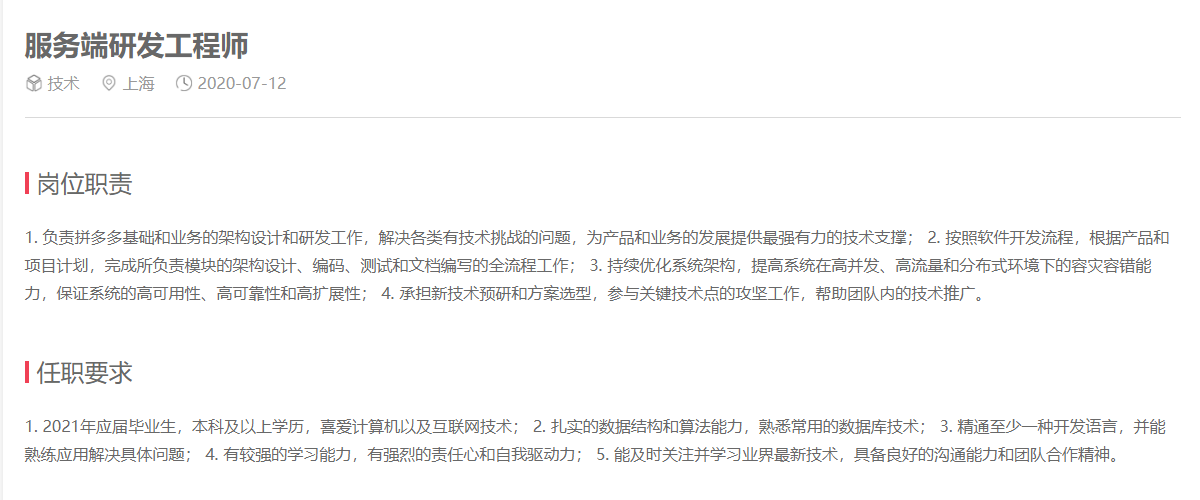 服务端研发工程师
技术 上海 2020-07-12
岗位职责
1. 负责拼多多基础和业务的架构设计和研发工作，解决各类有技术挑战的问题，为产品和业务的发展提供最强有力的技术支撑； 2. 按照软件开发流程，根据产品和
项目计划，完成所负责模块的架构设计、编码、测试和文档编写的全流程工作； 3. 持续优化系统架构，提高系统在高并发、高流量和分布式环境下的容灾容错能
力，保证系统的高可用性、高可靠性和高扩展性； 4. 承担新技术预研和方案选型，参与关键技术点的攻坚工作，帮助团队内的技术推广。
任职要求
1. 2021年应届毕业生，本科及以上学历，喜爱计算机以及互联网技术； 2. 扎实的数据结构和算法能力，熟悉常用的数据库技术； 3. 精通至少一种开发语言，并能
熟练应用解决具体问题； 4. 有较强的学习能力，有强烈的责任心和自我驱动力； 5. 能及时关注并学习业界最新技术，具备良好的沟通能力和团队合作精神。